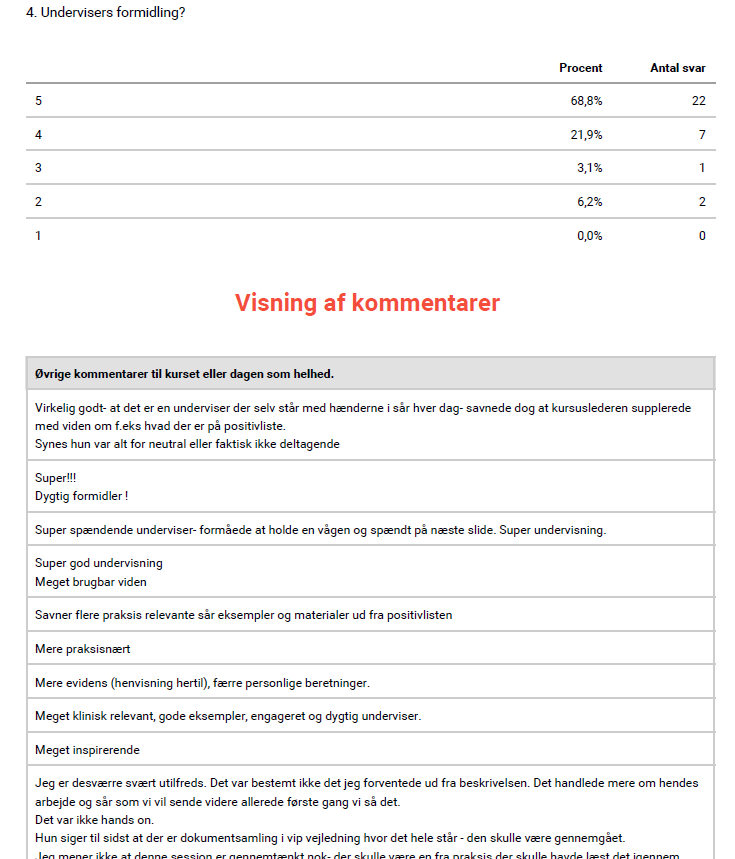 4. Undervisers formidling?
Procent Antal svar
5 68,8% 22
4 21,9% 7
3 3,1% 1
2 6,2% 2
1 0,0% 0
Visning af kommentarer
Øvrige kommentarer til kurset eller dagen som helhed.
Virkelig godt- at det er en underviser der selv står med hænderne i sår hver dag- savnede dog at kursuslederen supplerede
med viden om f.eks hvad der er på positivliste.
Synes hun var alt for neutral eller faktisk ikke deltagende
Super!!!
Dygtig formidler !
Super spændende underviser- formåede at holde en vågen og spændt på næste slide. Super undervisning.
Super god undervisning
Meget brugbar viden
Savner flere praksis relevante sår eksempler og materialer ud fra positivlisten
Mere praksisnært
Mere evidens (henvisning hertil), færre personlige beretninger.
Meget klinisk relevant, gode eksempler, engageret og dygtig underviser.
Meget inspirerende
Jeg er desværre svært utilfreds. Det var bestemt ikke det jeg forventede ud fra beskrivelsen. Det handlede mere om hendes
arbejde og sår som vi vil sende videre allerede første gang vi så det.
Det var ikke hands on.
Hun siger til sidst at der er dokumentsamling i vip vejledning hvor det hele står - den skulle være gennemgået.
Jeg mener ikke at denne session er gennemtænkt nok- der skulle være en fra praksis der skulle havde læst det igennem